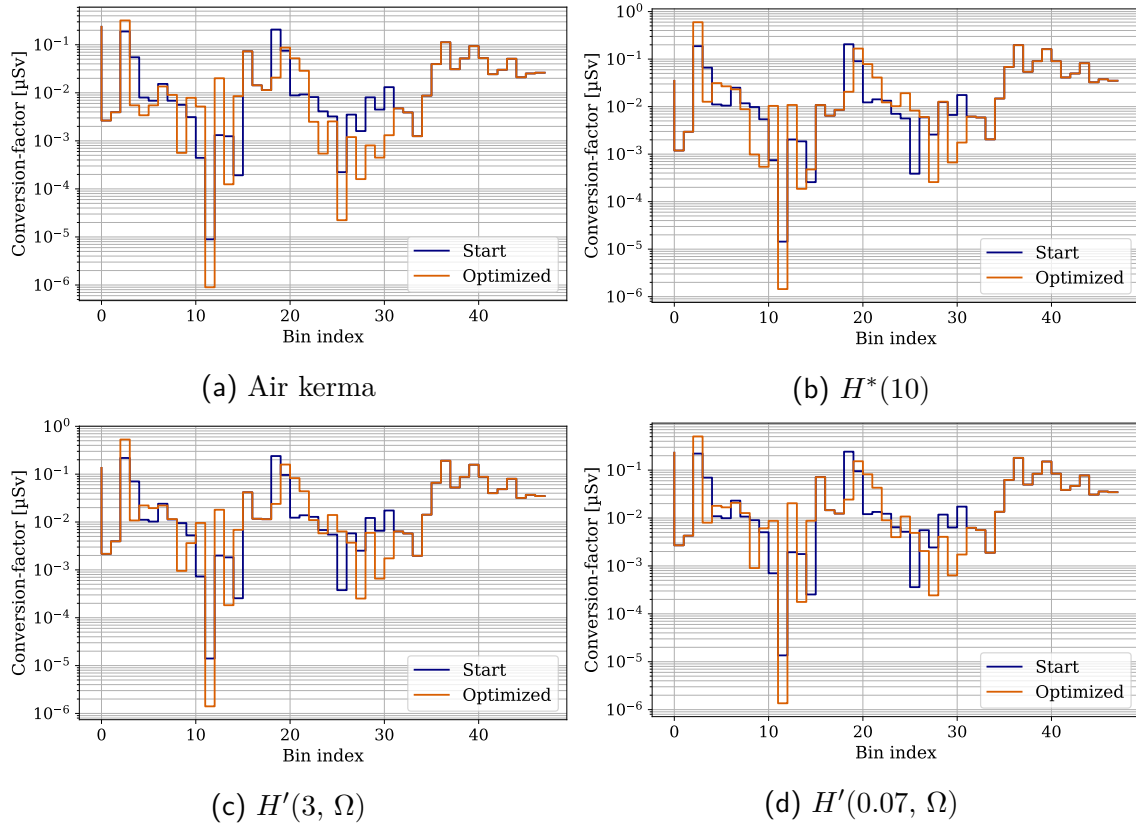 Conversion-factor [µSv]
10⁻¹
10⁻²
10⁻³
10⁻⁴
10⁻⁵
10⁻⁶
Start
Optimized
0 10 20 30 40
Bin index
(a) Air kerma
Conversion-factor [µSv]
10⁰
10⁻¹
10⁻²
10⁻³
10⁻⁴
10⁻⁵
10⁻⁶
Start
Optimized
0 10 20 30 40
Bin index
(b) H*(10)
Conversion-factor [µSv]
10⁰
10⁻¹
10⁻²
10⁻³
10⁻⁴
10⁻⁵
10⁻⁶
Start
Optimized
0 10 20 30 40
Bin index
(c) H′(3, Ω)
Conversion-factor [µSv]
10⁻¹
10⁻²
10⁻³
10⁻⁴
10⁻⁵
10⁻⁶
Start
Optimized
0 10 20 30 40
Bin index
(d) H′(0.07, Ω)